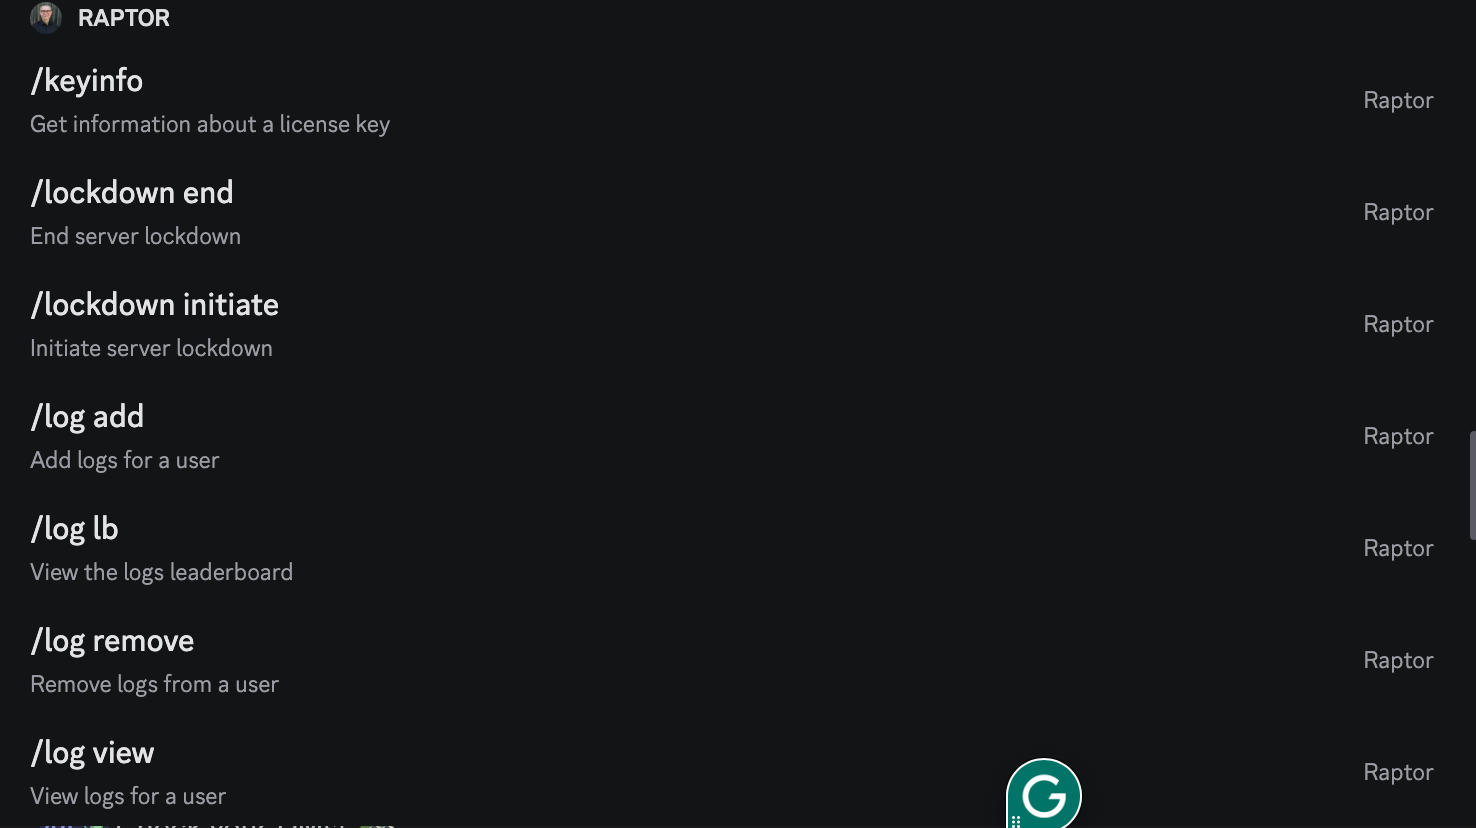 RAPTOR
/keyinfo
Get information about a license key
Raptor
/lockdown end
End server lockdown
Raptor
/lockdown initiate
Initiate server lockdown
Raptor
/log add
Add logs for a user
Raptor
/log lb
View the logs leaderboard
Raptor
/log remove
Remove logs from a user
Raptor
/log view
View logs for a user
Raptor
G